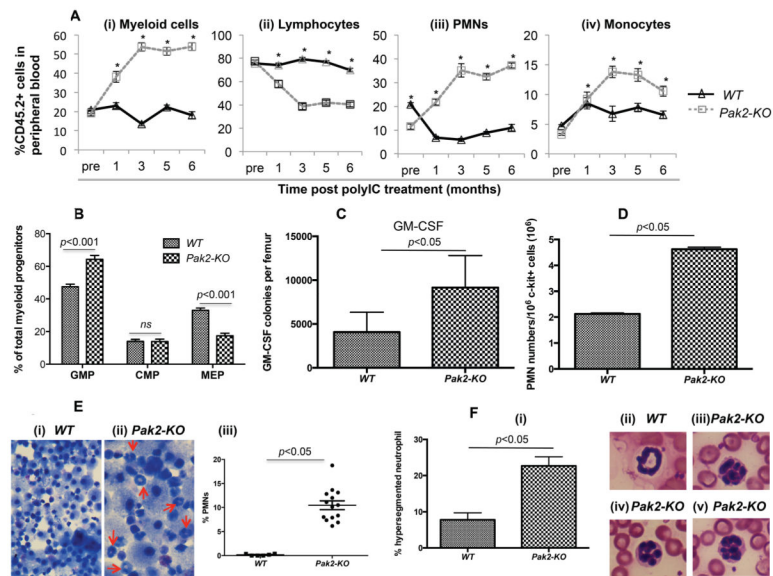 A
(i) Myeloid cells
(ii) Lymphocytes
(iii) PMNs
(iv) Monocytes
%CD45.2+ cells in
peripheral blood
60
50
40
30
20
10
0
* * * *
pre 1 3 5 6
100
80
60
40
20
0
* * * *
pre 1 3 5 6
50
40
30
20
10
0
* * * * *
pre 1 3 5 6
20
15
10
5
0
* * * *
pre 1 3 5 6
WT
Pak2-KO
Time post polyIC treatment (months)
B
% of total myeloid progenitors
80
60
40
20
0
p<0.001
ns
p<0.001
WT
Pak2-KO
GMP CMP MEP
C
GM-CSF
p<0.05
GM-CSF colonies per femur
15000
10000
5000
0
WT Pak2-KO
D
p<0.05
PMN numbers/10⁶ c-kit+ cells (10⁶)
6
5
4
3
2
1
0
WT Pak2-KO
E
(i) WT
(ii) Pak2-KO
(iii)
p<0.05
% PMNs
20
15
10
5
0
WT Pak2-KO
F
(i)
p<0.05
% hypersegmented neutrophil
30
20
10
0
WT Pak2-KO
(ii) WT
(iii)Pak2-KO
(iv)Pak2-KO
(v) Pak2-KO